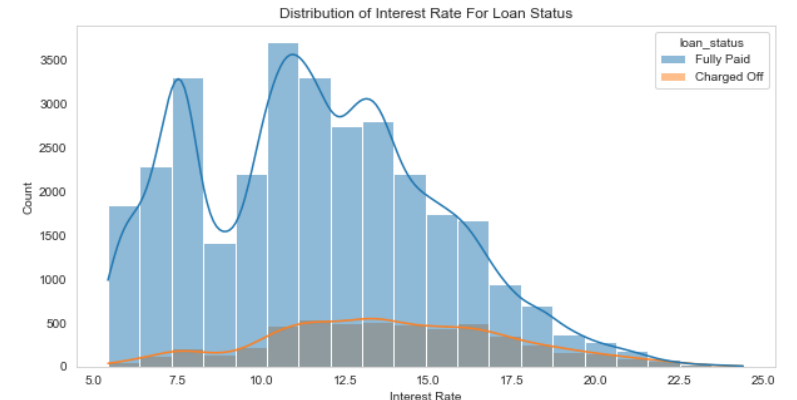 Distribution of Interest Rate For Loan Status
loan_status
Fully Paid
Charged Off
3500
3000
2500
2000
1500
1000
500
0
Count
5.0 7.5 10.0 12.5 15.0 17.5 20.0 22.5 25.0
Interest Rate